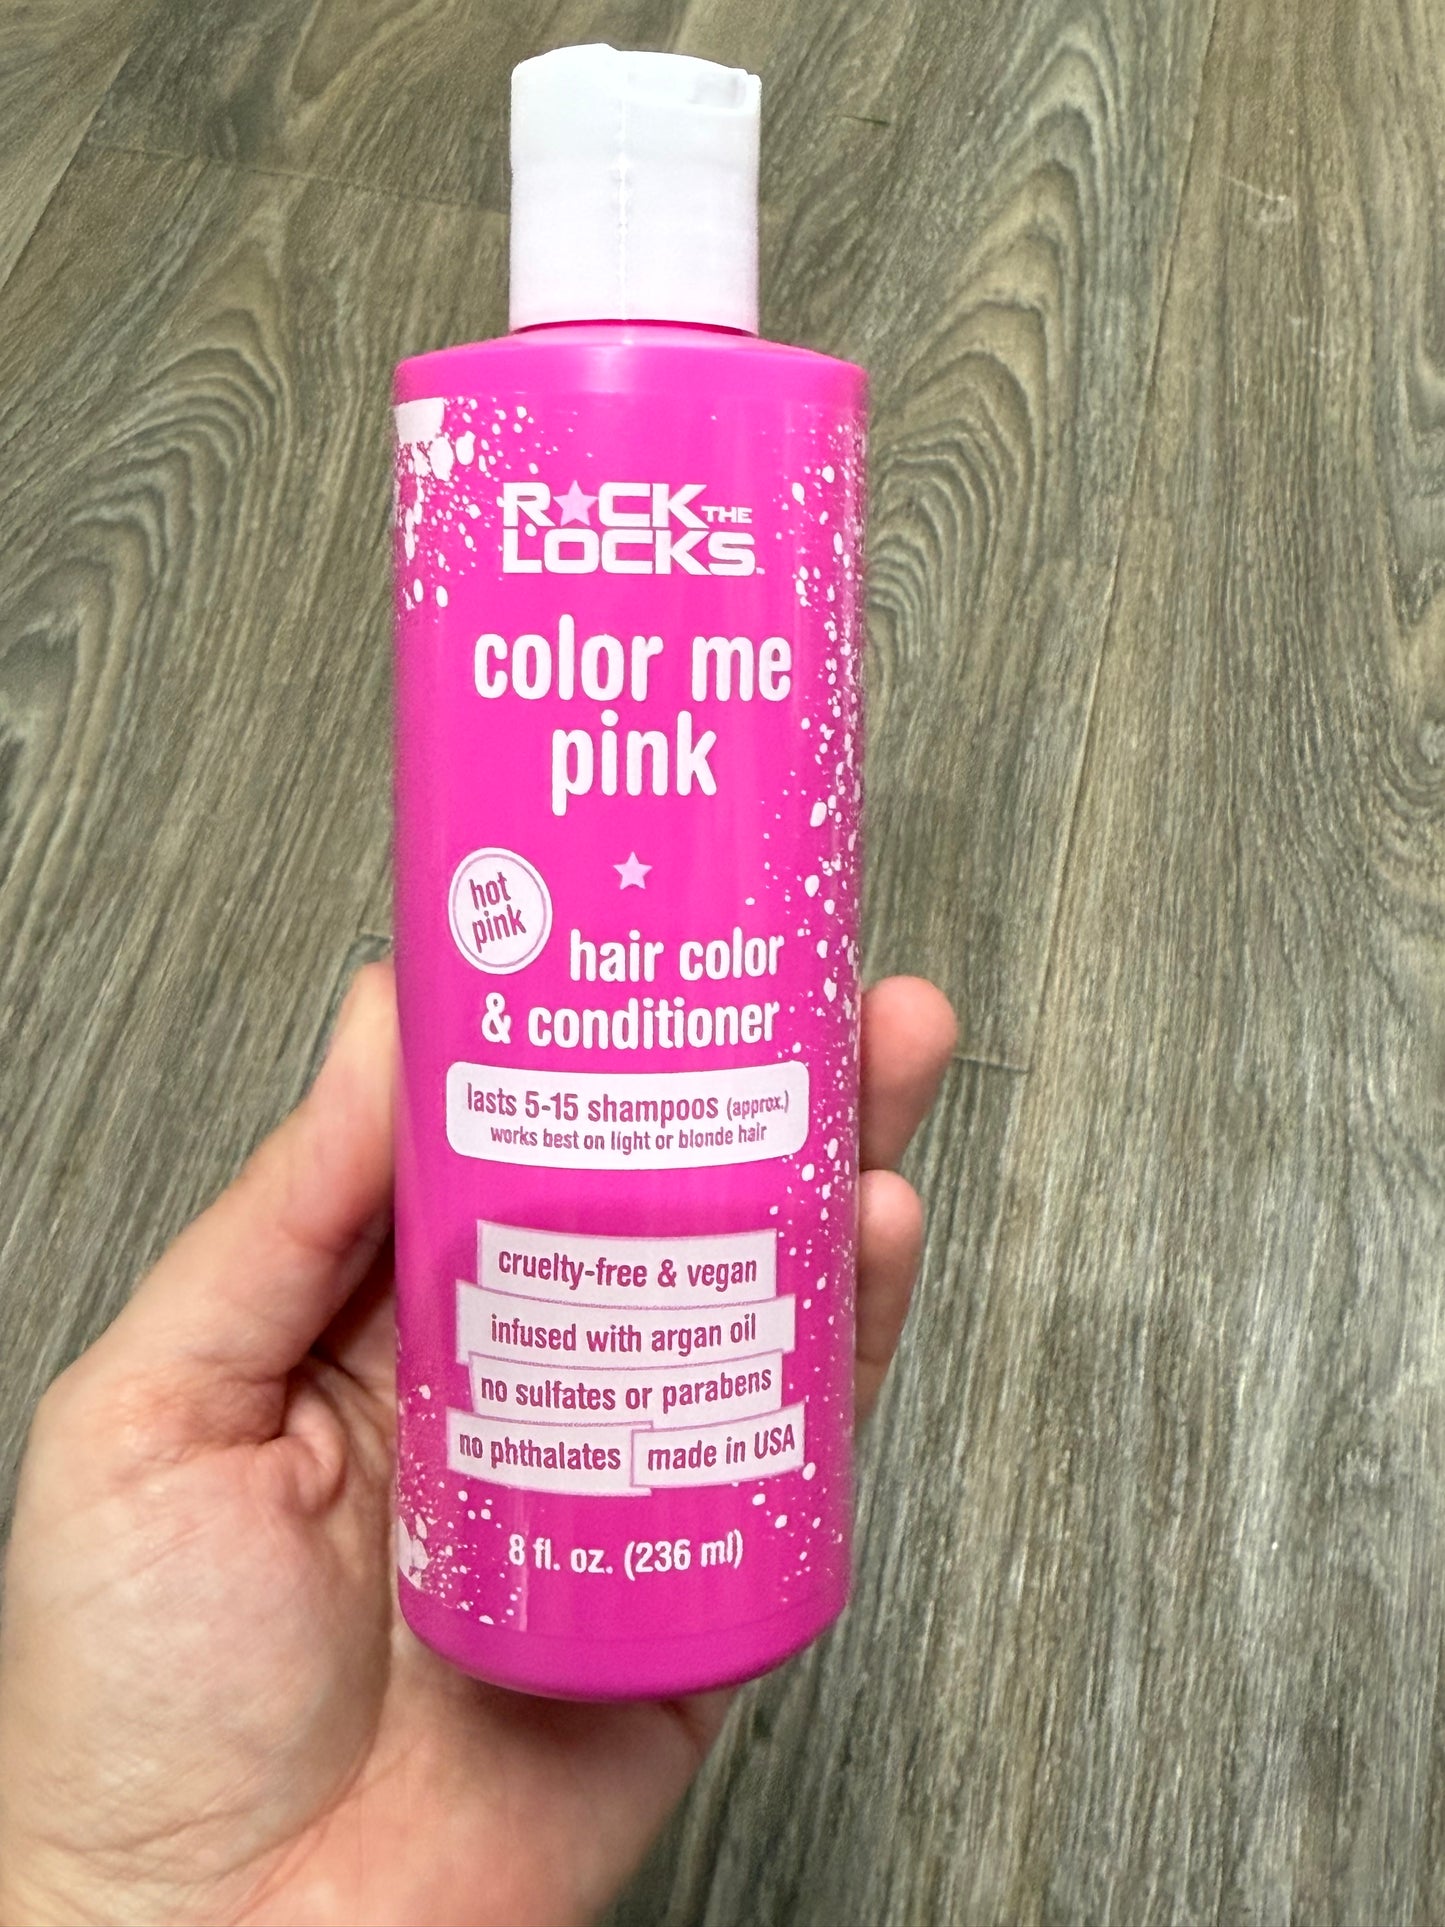 ROCK THE
LOCKS™
color me
pink
hot
pink
hair color
& conditioner
lasts 5-15 shampoos (approx.)
works best on light or blonde hair
cruelty-free & vegan
infused with argan oil
no sulfates or parabens
no phthalates
made in USA
8 fl. oz. (236 ml)